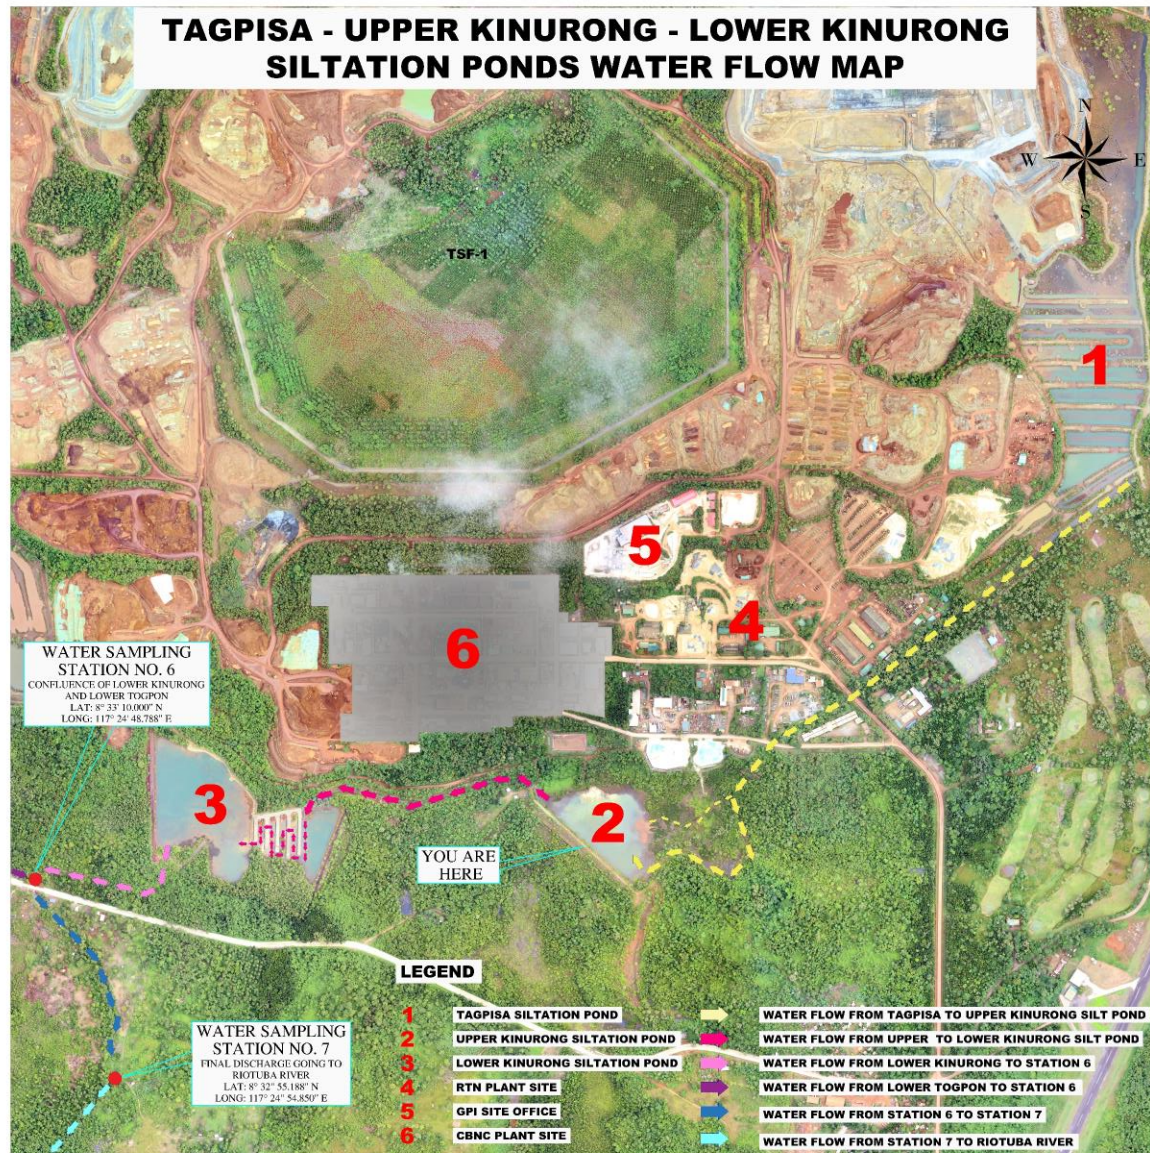 TAGPISA - UPPER KINURONG - LOWER KINURONG
SILTATION PONDS WATER FLOW MAP
N
W
E
S
TSF-1
1
5
4
6
WATER SAMPLING
STATION NO. 6
CONFLUENCE OF LOWER KINURONG
AND LOWER TOGPON
LAT: 8° 33' 10.000" N
LONG: 117° 24' 48.788" E
3
2
YOU ARE
HERE
WATER SAMPLING
STATION NO. 7
FINAL DISCHARGE GOING TO
RIOTUBA RIVER
LAT: 8° 32' 55.188" N
LONG: 117° 24' 54.850" E
LEGEND
1 TAGPISA SILTATION POND
2 UPPER KINURONG SILTATION POND
3 LOWER KINURONG SILTATION POND
4 RTN PLANT SITE
5 GPI SITE OFFICE
6 CBNC PLANT SITE
WATER FLOW FROM TAGPISA TO UPPER KINURONG SILT POND
WATER FLOW FROM UPPER TO LOWER KINURONG SILT POND
WATER FLOW FROM LOWER KINURONG TO STATION 6
WATER FLOW FROM LOWER TOGPON TO STATION 6
WATER FLOW FROM STATION 6 TO STATION 7
WATER FLOW FROM STATION 7 TO RIOTUBA RIVER